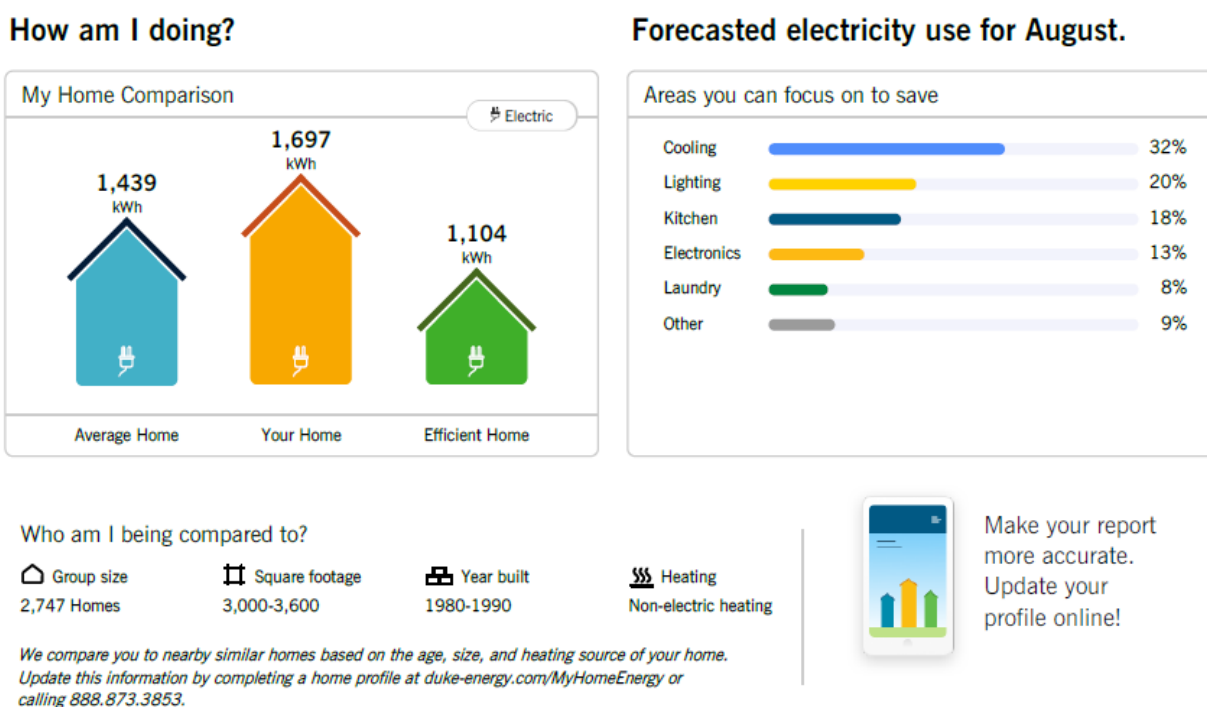 How am I doing?
My Home Comparison
Electric
1,439
kWh
1,697
kWh
1,104
kWh
Average Home
Your Home
Efficient Home
Forecasted electricity use for August.
Areas you can focus on to save
Cooling 32%
Lighting 20%
Kitchen 18%
Electronics 13%
Laundry 8%
Other 9%
Who am I being compared to?
Group size
2,747 Homes
Square footage
3,000-3,600
Year built
1980-1990
Heating
Non-electric heating
We compare you to nearby similar homes based on the age, size, and heating source of your home.
Update this information by completing a home profile at duke-energy.com/MyHomeEnergy or
calling 888.873.3853.
Make your report
more accurate.
Update your
profile online!